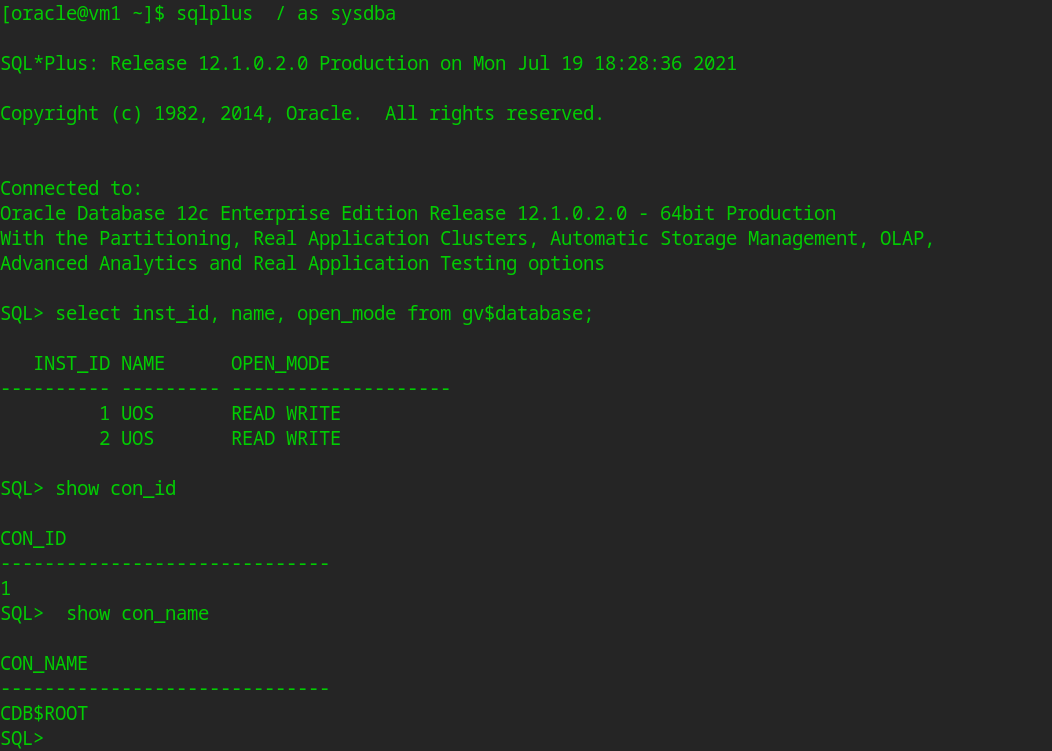 [oracle@vm1 ~]$ sqlplus  / as sysdba
SQL*Plus: Release 12.1.0.2.0 Production on Mon Jul 19 18:28:36 2021
Copyright (c) 1982, 2014, Oracle.  All rights reserved.
Connected to:
Oracle Database 12c Enterprise Edition Release 12.1.0.2.0 - 64bit Production
With the Partitioning, Real Application Clusters, Automatic Storage Management, OLAP,
Advanced Analytics and Real Application Testing options
SQL> select inst_id, name, open_mode from gv$database;
   INST_ID NAME      OPEN_MODE
---------- --------- --------------------
         1 UOS       READ WRITE
         2 UOS       READ WRITE
SQL> show con_id
CON_ID
------------------------------
1
SQL>  show con_name
CON_NAME
------------------------------
CDB$ROOT
SQL>